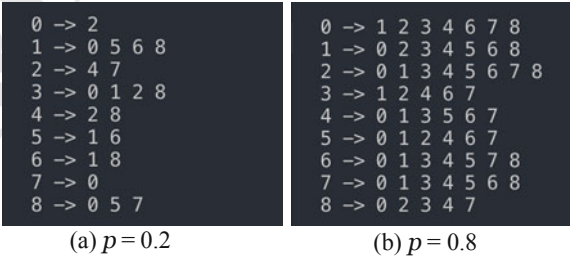 0 -> 2
1 -> 0 5 6 8
2 -> 4 7
3 -> 0 1 2 8
4 -> 2 8
5 -> 1 6
6 -> 1 8
7 -> 0
8 -> 0 5 7
(a) p = 0.2
0 -> 1 2 3 4 6 7 8
1 -> 0 2 3 4 5 6 8
2 -> 0 1 3 4 5 6 7 8
3 -> 1 2 4 6 7
4 -> 0 1 3 5 6 7
5 -> 0 1 2 4 6 7
6 -> 0 1 3 4 5 7 8
7 -> 0 1 3 4 5 6 8
8 -> 0 2 3 4 7
(b) p = 0.8